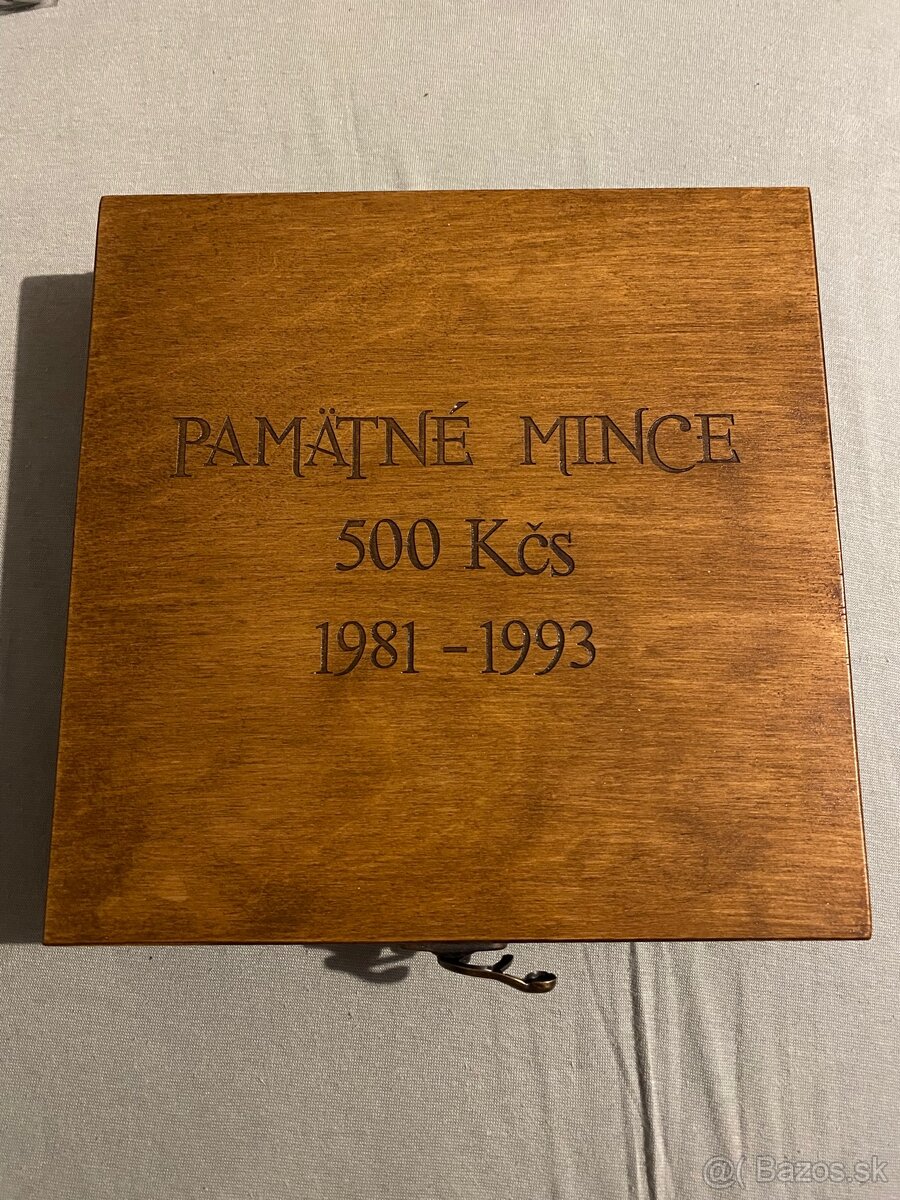 PAMÄTNÉ MINCE
500 Kčs
1981 - 1993
@( Bazos.sk